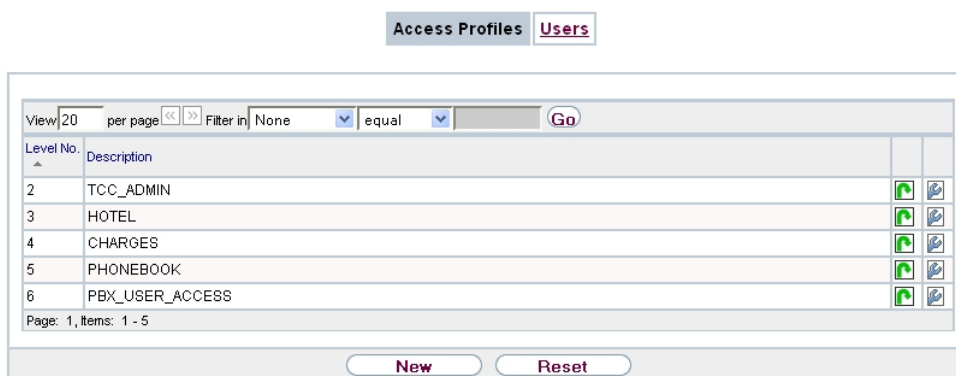 Access Profiles Users
View 20 per page << >> Filter in None equal Go
Level No. Description
2 TCC_ADMIN
3 HOTEL
4 CHARGES
5 PHONEBOOK
6 PBX_USER_ACCESS
Page: 1, Items: 1 - 5
New Reset